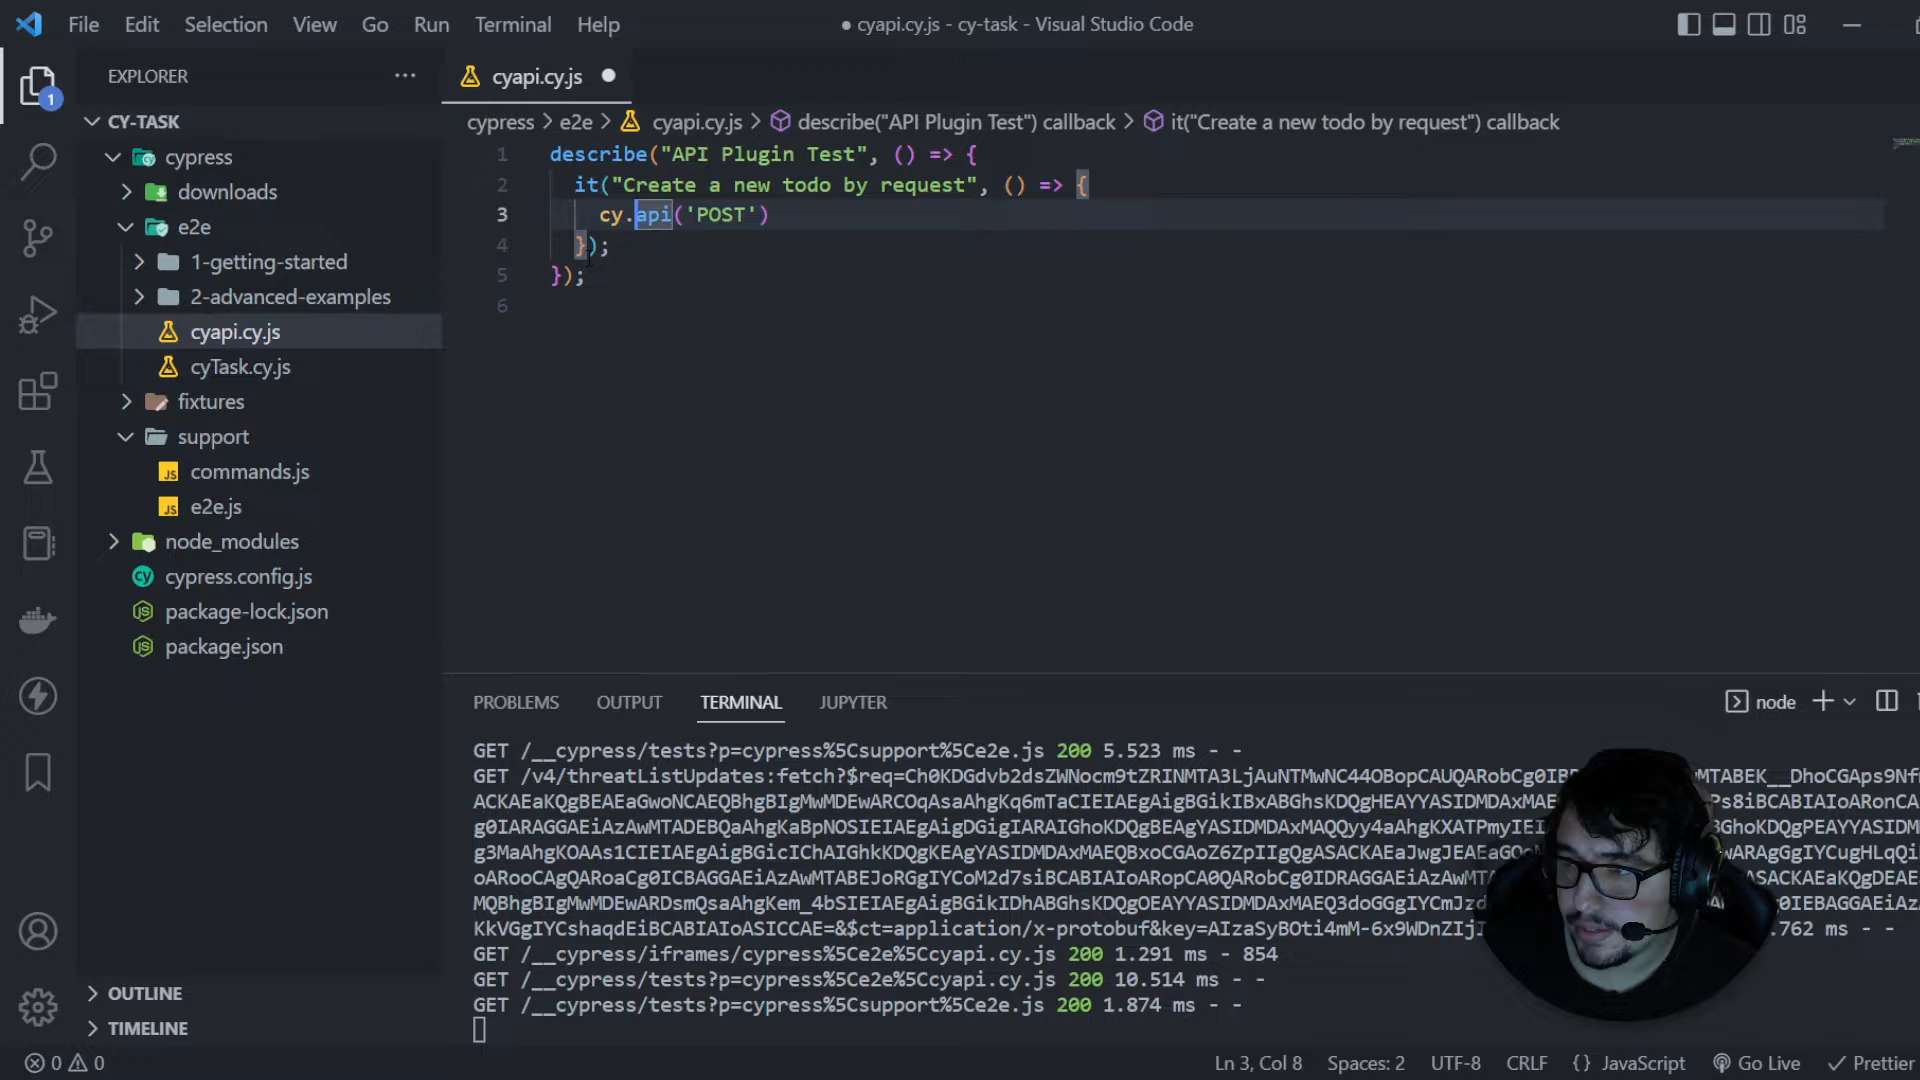 File Edit Selection View Go Run Terminal Help
● cyapi.cy.js - cy-task - Visual Studio Code
EXPLORER
1
CY-TASK
cypress
downloads
e2e
1-getting-started
2-advanced-examples
cyapi.cy.js
cyTask.cy.js
fixtures
support
commands.js
e2e.js
node_modules
cypress.config.js
package-lock.json
package.json
OUTLINE
TIMELINE
cyapi.cy.js
cypress > e2e > cyapi.cy.js > describe("API Plugin Test") callback > it("Create a new todo by request") callback
1 describe("API Plugin Test", () => {
2 it("Create a new todo by request", () => {
3 cy.api('POST')
4 });
5 });
6
PROBLEMS OUTPUT TERMINAL JUPYTER
node
GET /__cypress/tests?p=cypress%5Csupport%5Ce2e.js 200 5.523 ms - -
GET /__cypress/iframes/cypress%5Ce2e%5Ccyapi.cy.js 200 1.291 ms - 854
GET /__cypress/tests?p=cypress%5Ce2e%5Ccyapi.cy.js 200 10.514 ms - -
GET /__cypress/tests?p=cypress%5Csupport%5Ce2e.js 200 1.874 ms - -
0 0
Ln 3, Col 8 Spaces: 2 UTF-8 CRLF {} JavaScript Go Live Prettier